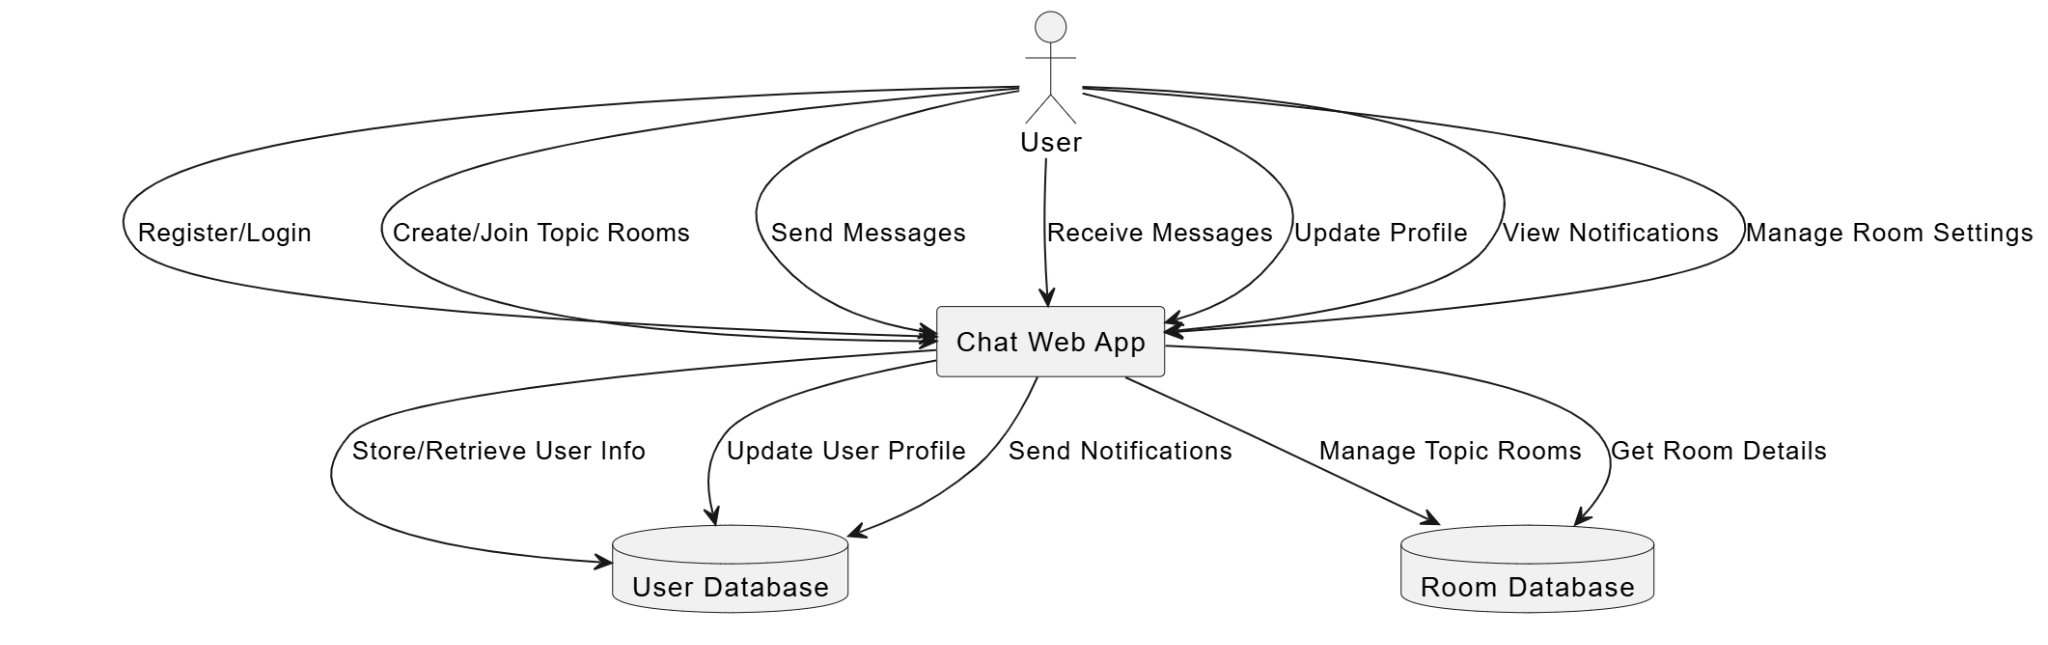 User
Register/Login
Create/Join Topic Rooms
Send Messages
Receive Messages
Update Profile
View Notifications
Manage Room Settings
Chat Web App
Store/Retrieve User Info
Update User Profile
Send Notifications
Manage Topic Rooms
Get Room Details
User Database
Room Database